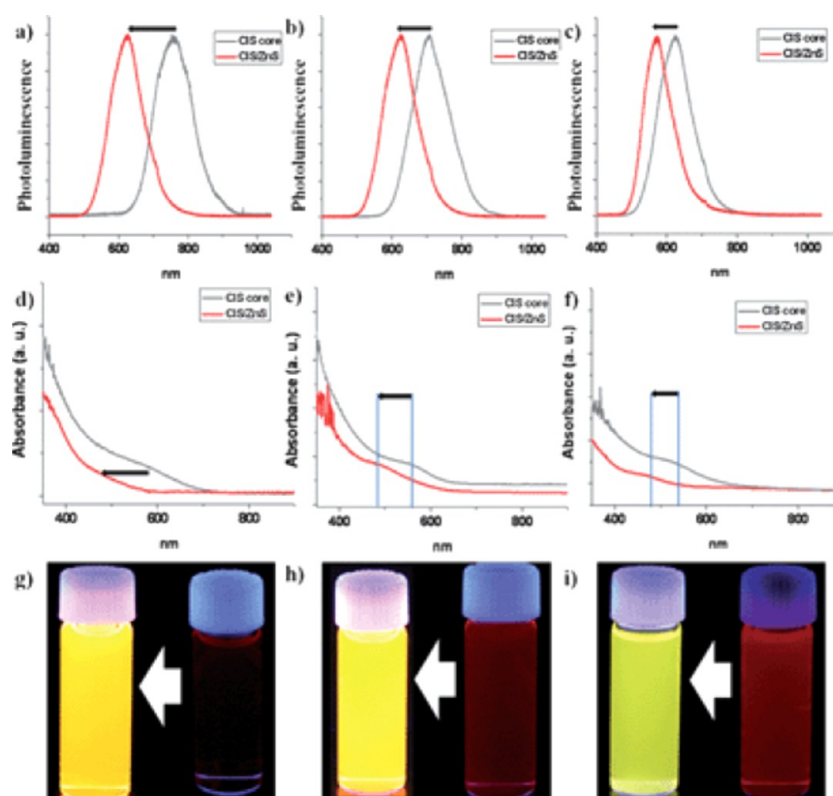 a)
CIS core
CIS/ZnS
Photoluminescence
400 600 800 1000
nm
b)
CIS core
CIS/ZnS
Photoluminescence
400 600 800 1000
nm
c)
CIS core
CIS/ZnS
Photoluminescence
400 600 800 1000
nm
d)
CIS core
CIS/ZnS
Absorbance (a. u.)
400 600 800
nm
e)
CIS core
CIS/ZnS
Absorbance (a. u.)
400 600 800
nm
f)
CIS core
CIS/ZnS
Absorbance (a. u.)
400 600 800
nm
g)
h)
i)